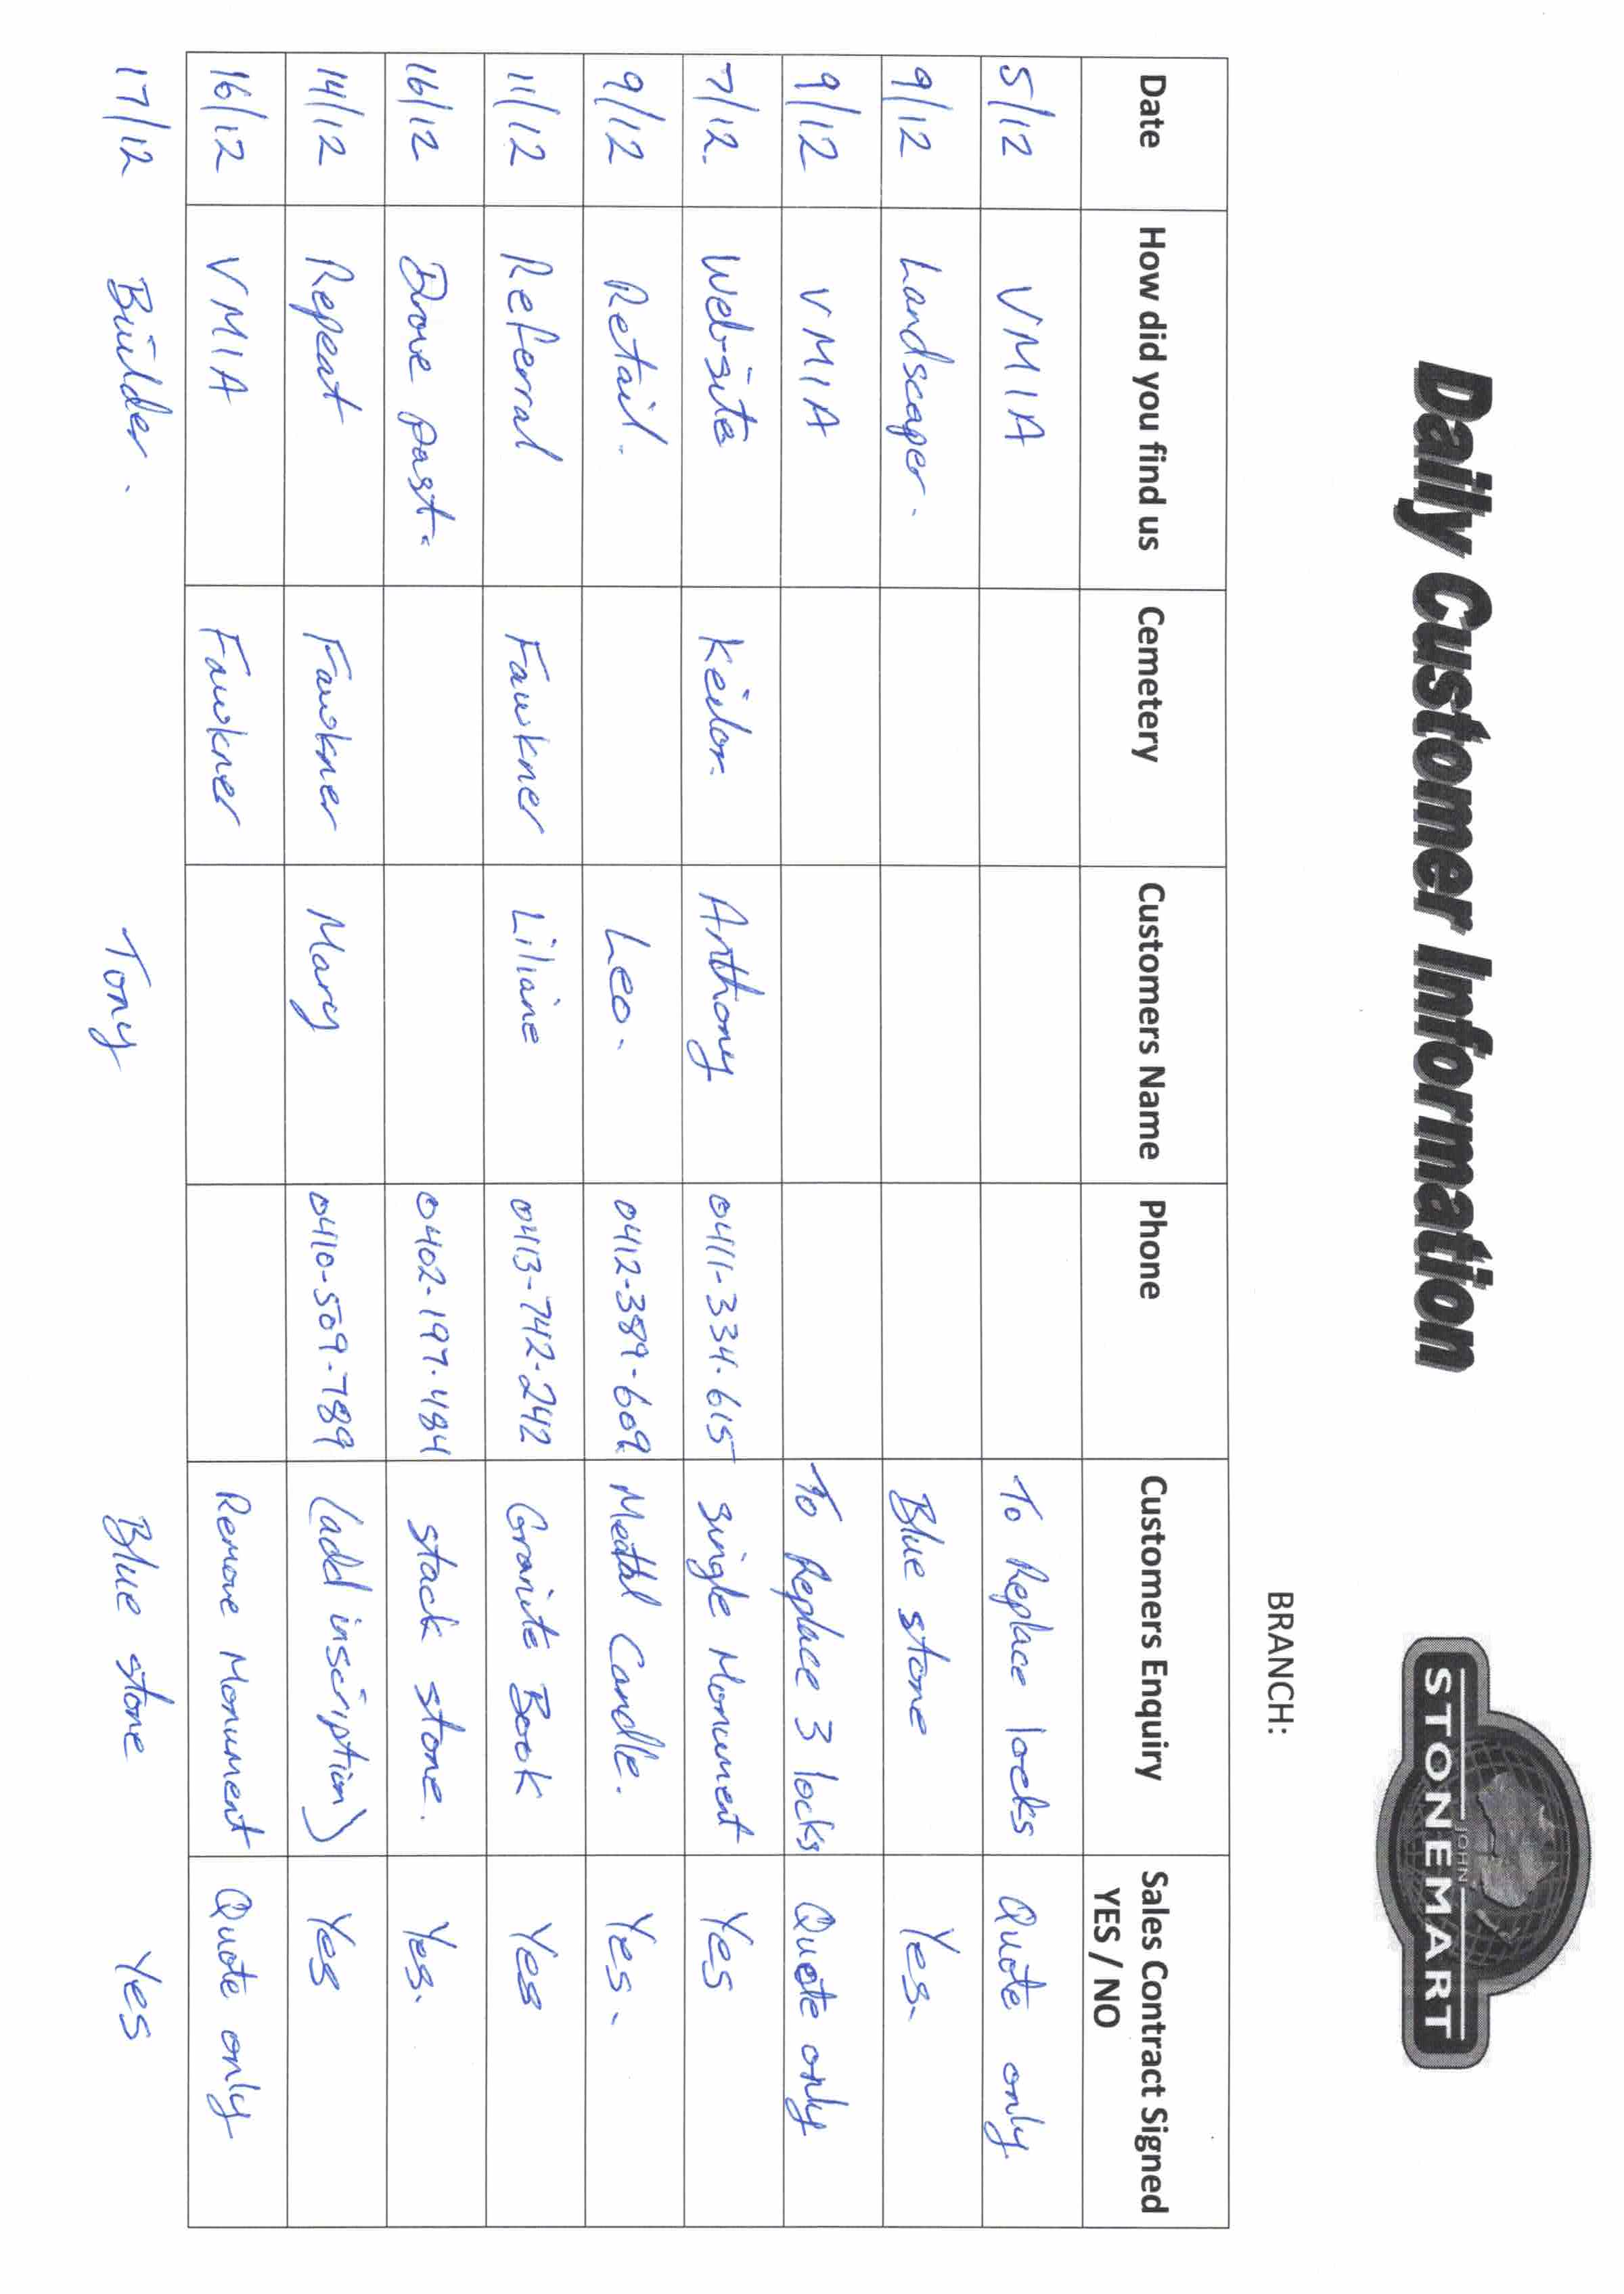 Daily Customer Information
JOHN
STONEMART
BRANCH:
Date How did you find us Cemetery Customers Name Phone Customers Enquiry Sales Contract Signed
YES / NO
5/12 VMIA To Replace locks Quote only
9/12 Landscaper. Blue stone Yes.
9/12 VMIA To Replace 3 locks Quote only
7/12. Website Keilor. Anthony 0411-334-615 Single Monument Yes
9/12 Retail. Leo. 0412-389-609 Meatal Candle. Yes.
11/12 Referral Fawkner Liliane 0413-742-242 Granite Book Yes
16/12 Drove past. 0402-197-484 stack stone. Yes.
14/12 Repeat Fawkner Mary 0410-509-789 (add inscription) Yes
16/12 VMIA Fawkner Remove Monument Quote only
17/12 Builder. Tony Blue stone Yes